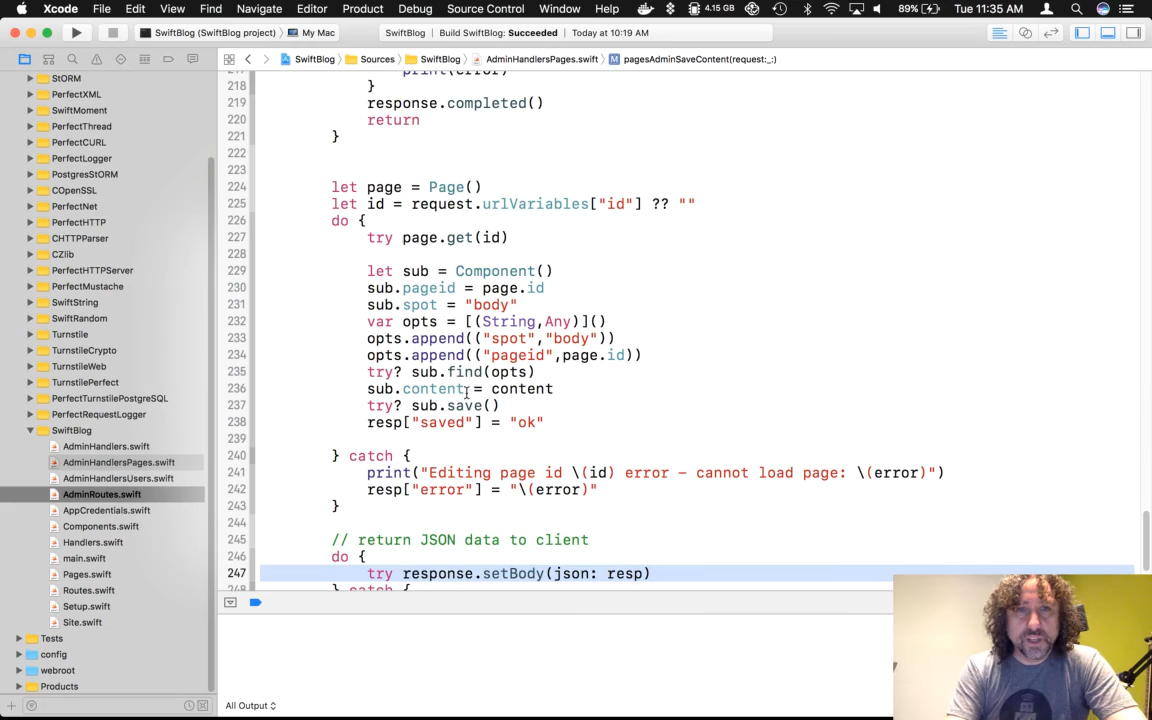 Xcode File Edit View Find Navigate Editor Product Debug Source Control Window Help 4.15 GB 89% Tue 11:35 AM
SwiftBlog (SwiftBlog project) My Mac SwiftBlog Build SwiftBlog: Succeeded Today at 10:19 AM
SwiftBlog Sources SwiftBlog AdminHandlersPages.swift pagesAdminSaveContent(request:_:)
StORM
PerfectXML
SwiftMoment
PerfectThread
PerfectCURL
PerfectLogger
PostgresStORM
COpenSSL
PerfectNet
PerfectHTTP
CHTTPParser
CZlib
PerfectHTTPServer
PerfectMustache
SwiftString
SwiftRandom
Turnstile
TurnstileCrypto
TurnstileWeb
TurnstilePerfect
PerfectTurnstilePostgreSQL
PerfectRequestLogger
SwiftBlog
AdminHandlers.swift
AdminHandlersPages.swift
AdminHandlersUsers.swift
AdminRoutes.swift
AppCredentials.swift
Components.swift
Handlers.swift
main.swift
Pages.swift
Routes.swift
Setup.swift
Site.swift
Tests
config
webroot
Products
217 print(error)
218 }
219 response.completed()
220 return
221 }
222
223
224 let page = Page()
225 let id = request.urlVariables["id"] ?? ""
226 do {
227 try page.get(id)
228
229 let sub = Component()
230 sub.pageid = page.id
231 sub.spot = "body"
232 var opts = [(String,Any)]()
233 opts.append(("spot","body"))
234 opts.append(("pageid",page.id))
235 try? sub.find(opts)
236 sub.content = content
237 try? sub.save()
238 resp["saved"] = "ok"
239
240 } catch {
241 print("Editing page id \(id) error – cannot load page: \(error)")
242 resp["error"] = "\(error)"
243 }
244
245 // return JSON data to client
246 do {
247 try response.setBody(json: resp)
248 } catch {
All Output